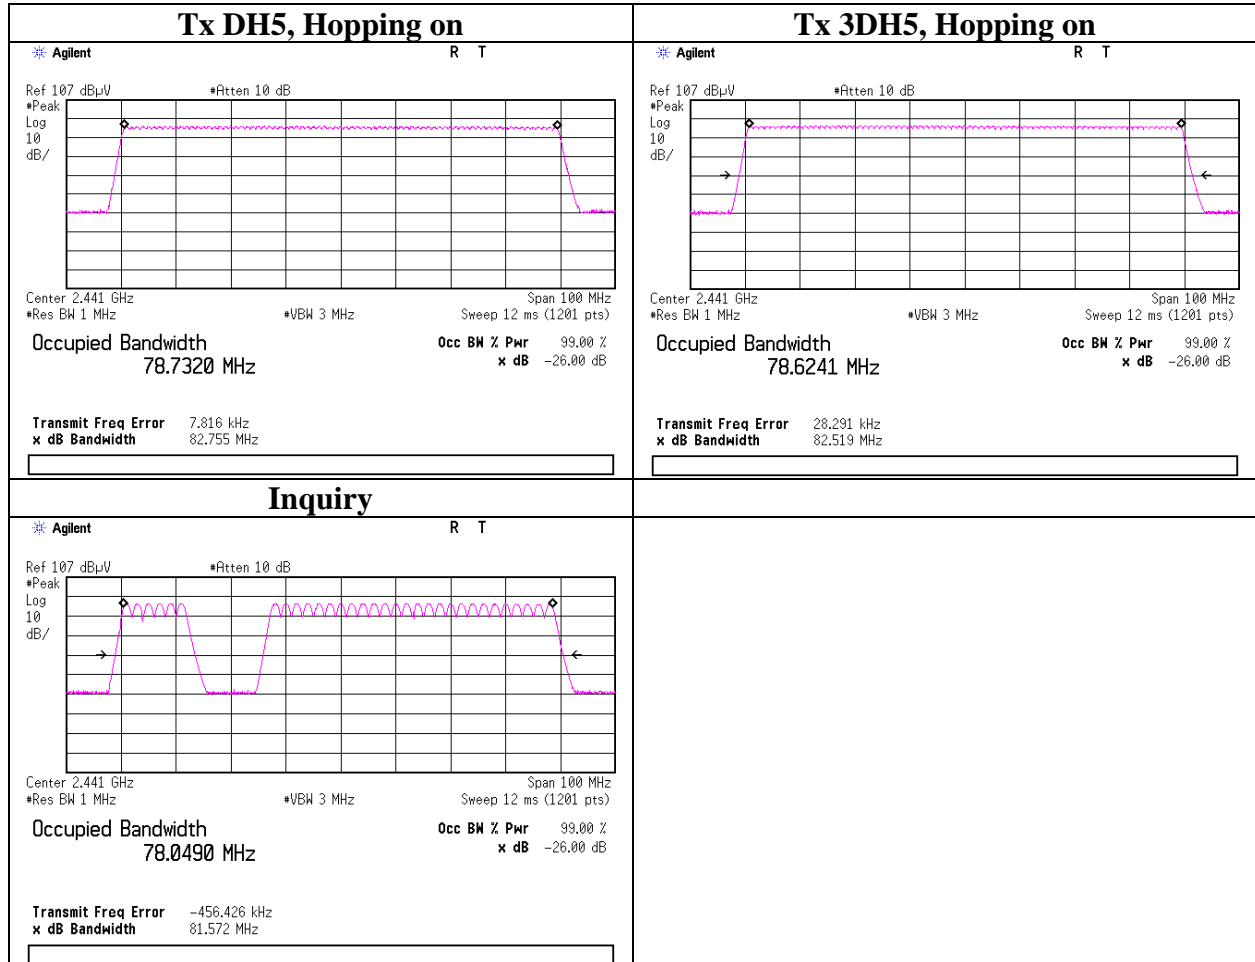 Tx DH5, Hopping on
Agilent R T
Ref 107 dBµV #Atten 10 dB
#Peak
Log
10
dB/
Center 2.441 GHz Span 100 MHz
#Res BW 1 MHz #VBW 3 MHz Sweep 12 ms (1201 pts)
Occupied Bandwidth Occ BW % Pwr 99.00 %
78.7320 MHz x dB -26.00 dB
Transmit Freq Error 7.816 kHz
x dB Bandwidth 82.755 MHz
Tx 3DH5, Hopping on
Agilent R T
Ref 107 dBµV #Atten 10 dB
#Peak
Log
10
dB/
Center 2.441 GHz Span 100 MHz
#Res BW 1 MHz #VBW 3 MHz Sweep 12 ms (1201 pts)
Occupied Bandwidth Occ BW % Pwr 99.00 %
78.6241 MHz x dB -26.00 dB
Transmit Freq Error 28.291 kHz
x dB Bandwidth 82.519 MHz
Inquiry
Agilent R T
Ref 107 dBµV #Atten 10 dB
#Peak
Log
10
dB/
Center 2.441 GHz Span 100 MHz
#Res BW 1 MHz #VBW 3 MHz Sweep 12 ms (1201 pts)
Occupied Bandwidth Occ BW % Pwr 99.00 %
78.0490 MHz x dB -26.00 dB
Transmit Freq Error -456.426 kHz
x dB Bandwidth 81.572 MHz